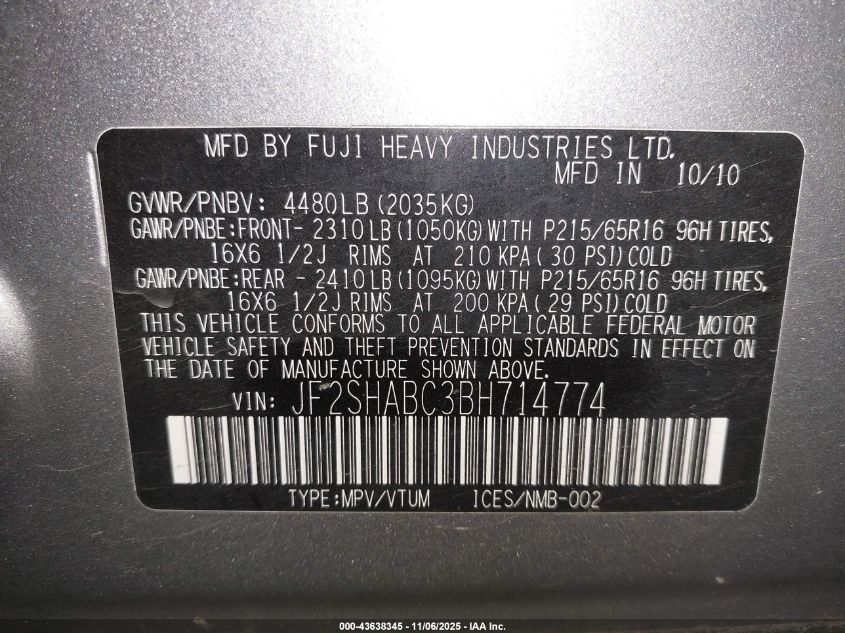 MFD BY FUJI HEAVY INDUSTRIES LTD.
MFD IN 10/10
GVWR/PNBV: 4480LB(2035KG)
GAWR/PNBE:FRONT- 2310LB(1050KG)WITH P215/65R16 96H TIRES,
16X6 1/2J RIMS AT 210 KPA( 30 PSI)COLD
GAWR/PNBE:REAR - 2410LB(1095KG)WITH P215/65R16 96H TIRES,
16X6 1/2J RIMS AT 200 KPA( 29 PSI)COLD
THIS VEHICLE CONFORMS TO ALL APPLICABLE FEDERAL MOTOR
VEHICLE SAFETY AND THEFT PREVENTION STANDARDS IN EFFECT ON
THE DATE OF MANUFACTURE SHOWN ABOVE.
VIN: JF2SHABC3BH714774
TYPE:MPV/VTUM ICES/NMB-002
000-43638345 - 11/06/2025 - IAA Inc.